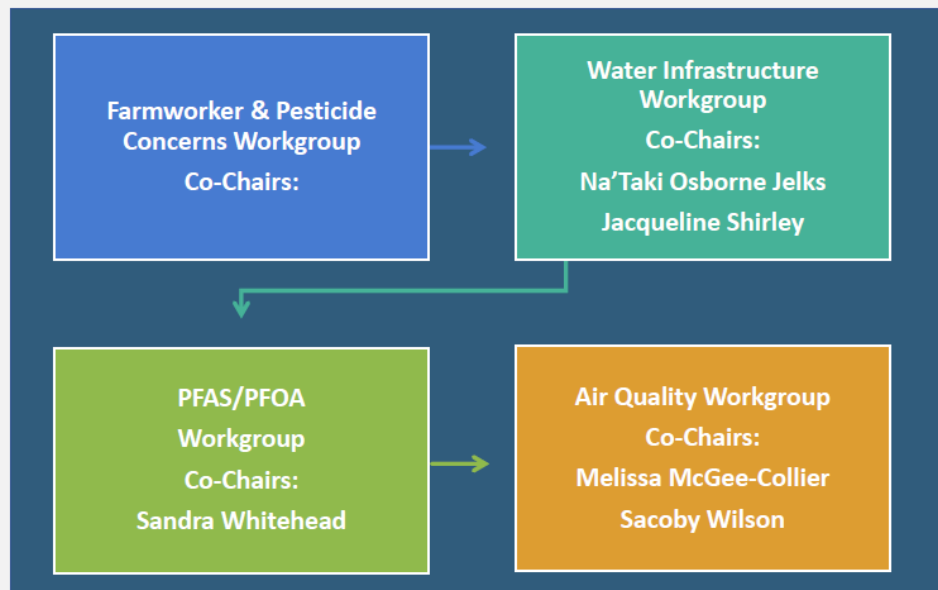 Farmworker & Pesticide
Concerns Workgroup
Co-Chairs:
Water Infrastructure
Workgroup
Co-Chairs:
Na’Taki Osborne Jelks
Jacqueline Shirley
PFAS/PFOA
Workgroup
Co-Chairs:
Sandra Whitehead
Air Quality Workgroup
Co-Chairs:
Melissa McGee-Collier
Sacoby Wilson